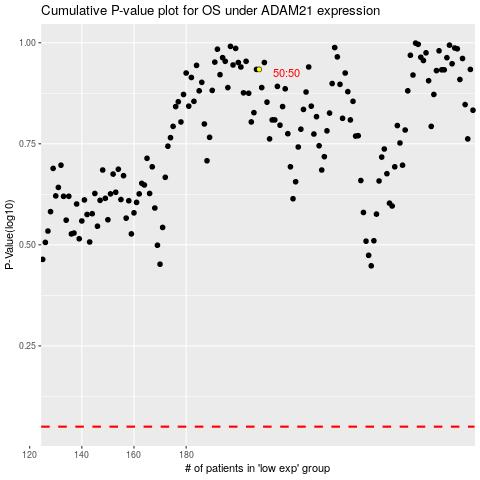 Cumulative P-value plot for OS under ADAM21 expression
1.00
0.75
0.50
0.25
P-Value(log10)
50:50
120 140 160 180
# of patients in 'low exp' group